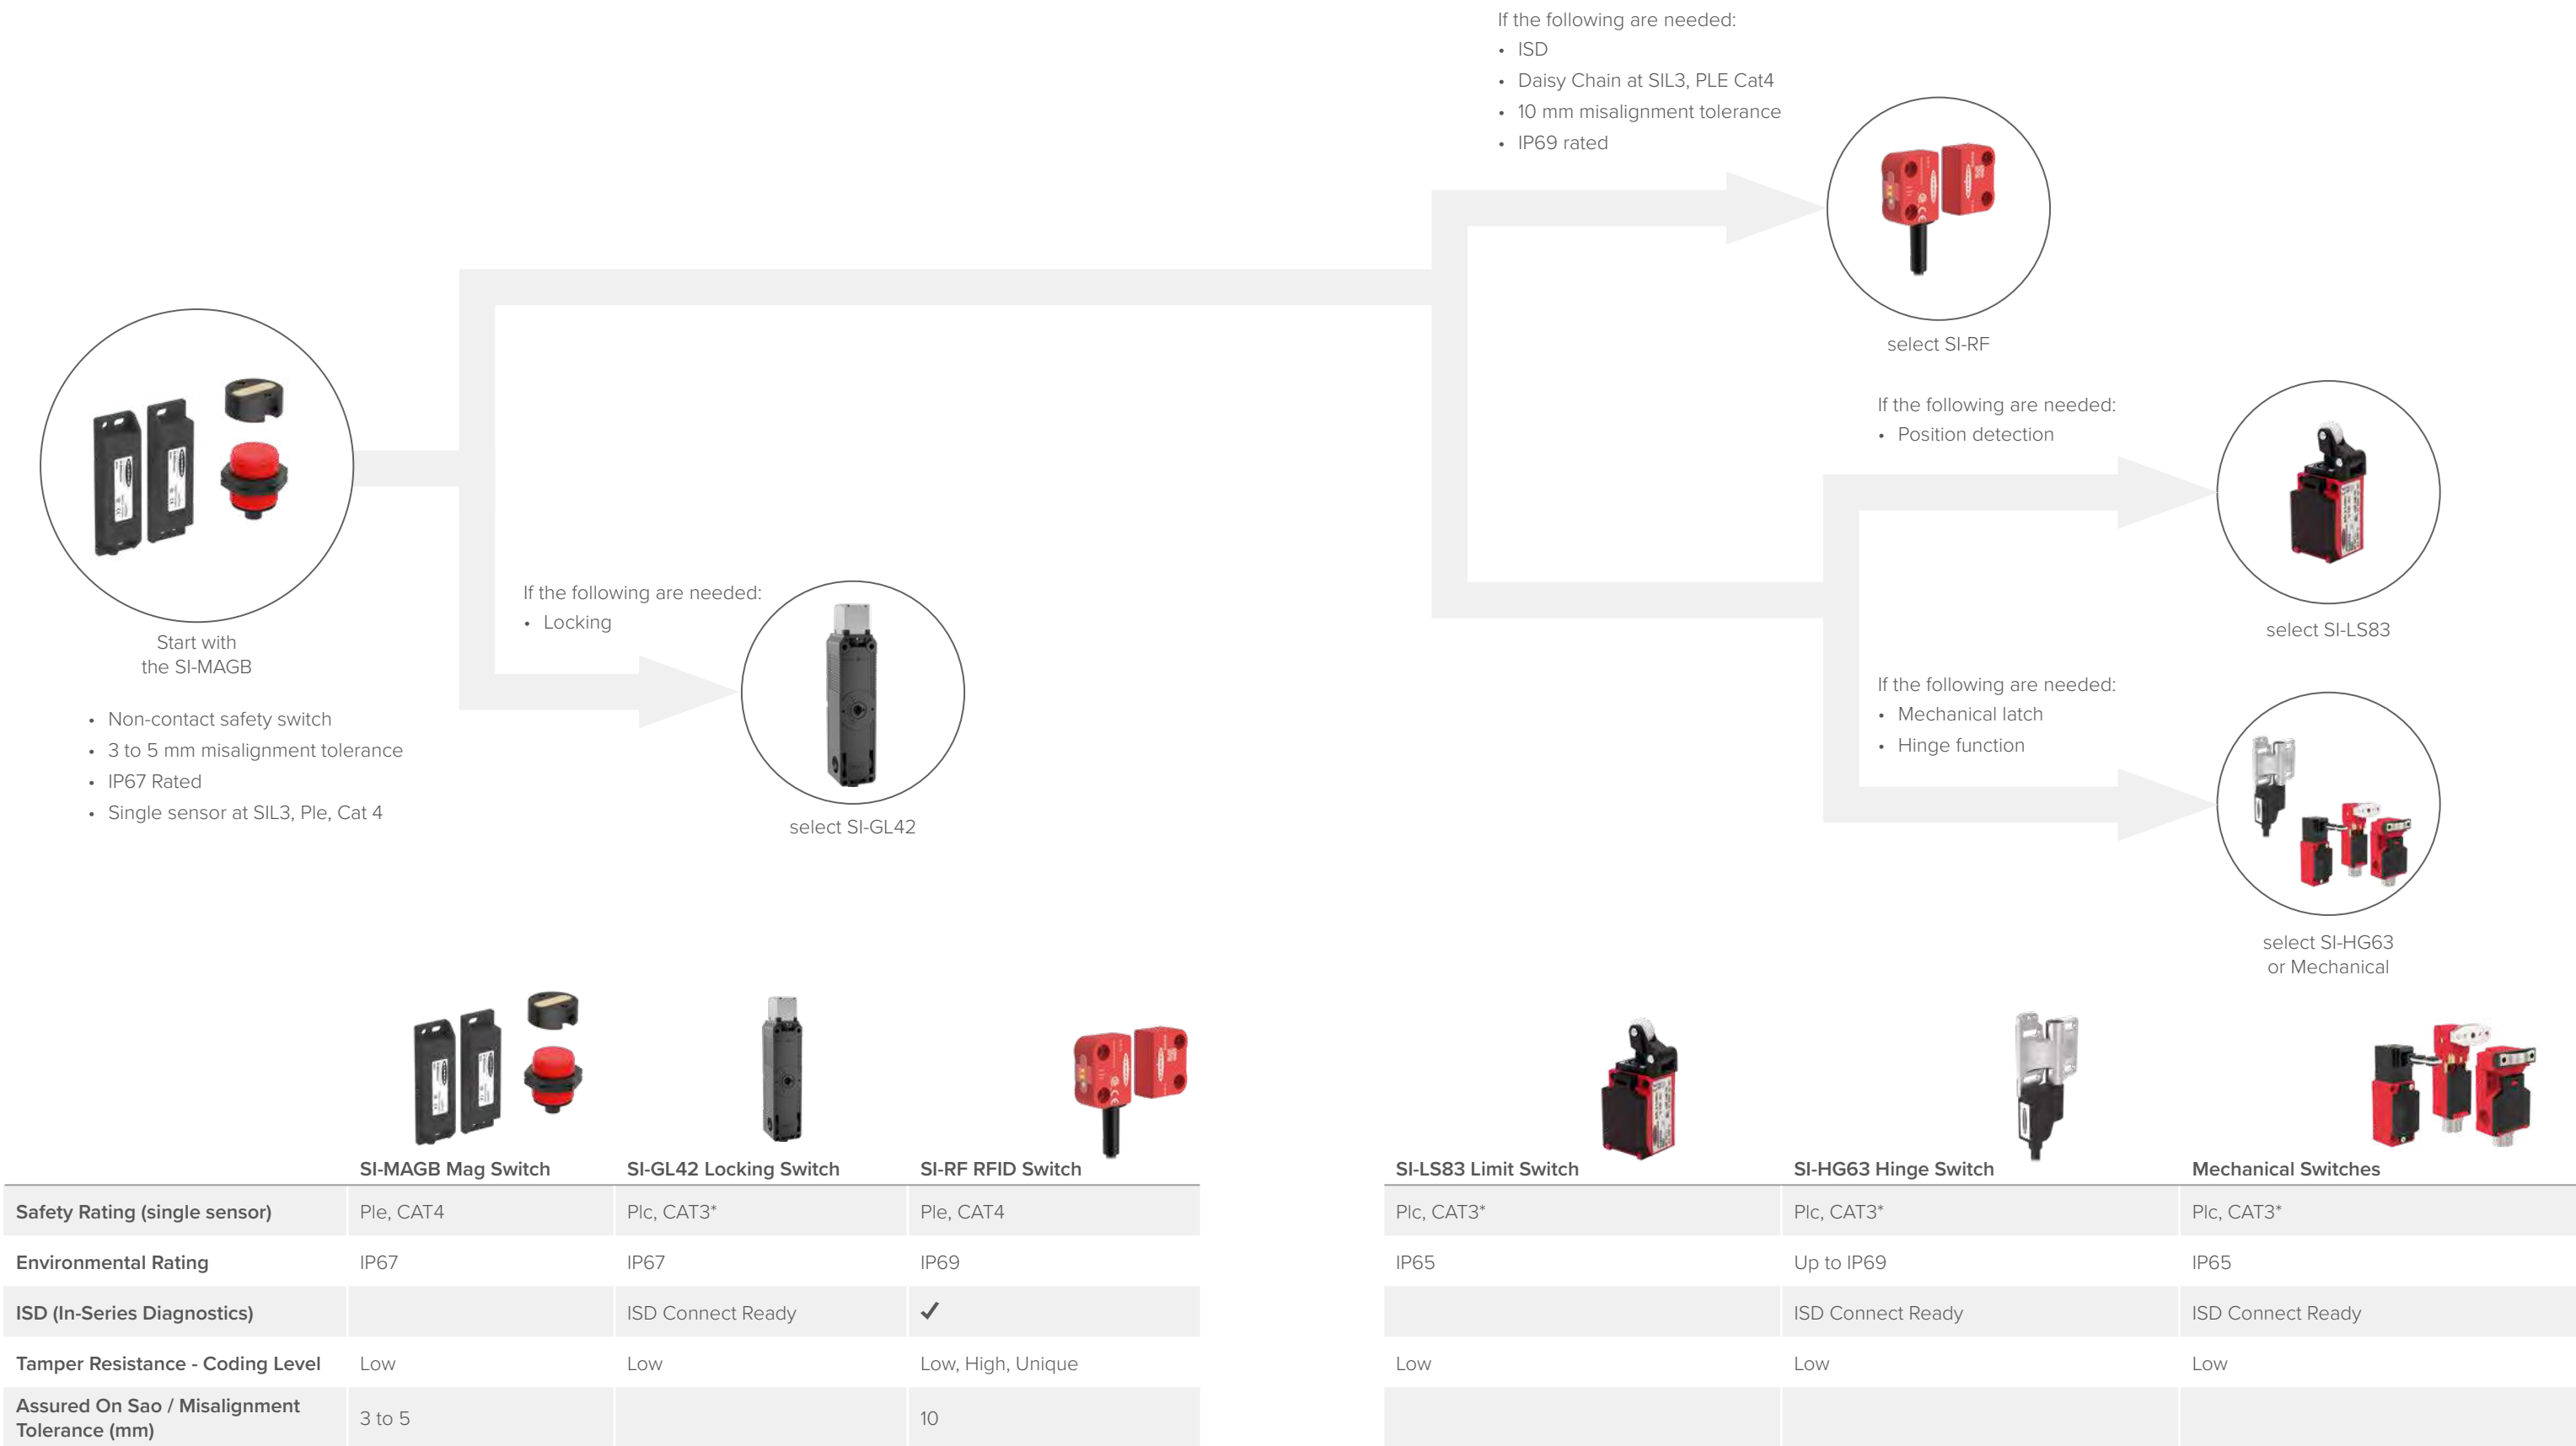 If the following are needed:
• ISD
• Daisy Chain at SIL3, PLE Cat4
• 10 mm misalignment tolerance
• IP69 rated
select SI-RF
If the following are needed:
• Position detection
select SI-LS83
If the following are needed:
• Locking
select SI-GL42
Start with
the SI-MAGB
• Non-contact safety switch
• 3 to 5 mm misalignment tolerance
• IP67 Rated
• Single sensor at SIL3, Ple, Cat 4
If the following are needed:
• Mechanical latch
• Hinge function
select SI-HG63
or Mechanical
SI-MAGB Mag Switch SI-GL42 Locking Switch SI-RF RFID Switch SI-LS83 Limit Switch SI-HG63 Hinge Switch Mechanical Switches
Safety Rating (single sensor) Ple, CAT4 Plc, CAT3* Ple, CAT4 Plc, CAT3* Plc, CAT3* Plc, CAT3*
Environmental Rating IP67 IP67 IP69 IP65 Up to IP69 IP65
ISD (In-Series Diagnostics) ISD Connect Ready ✓ ISD Connect Ready ISD Connect Ready
Tamper Resistance - Coding Level Low Low Low, High, Unique Low Low Low
Assured On Sao / Misalignment
Tolerance (mm) 3 to 5 10